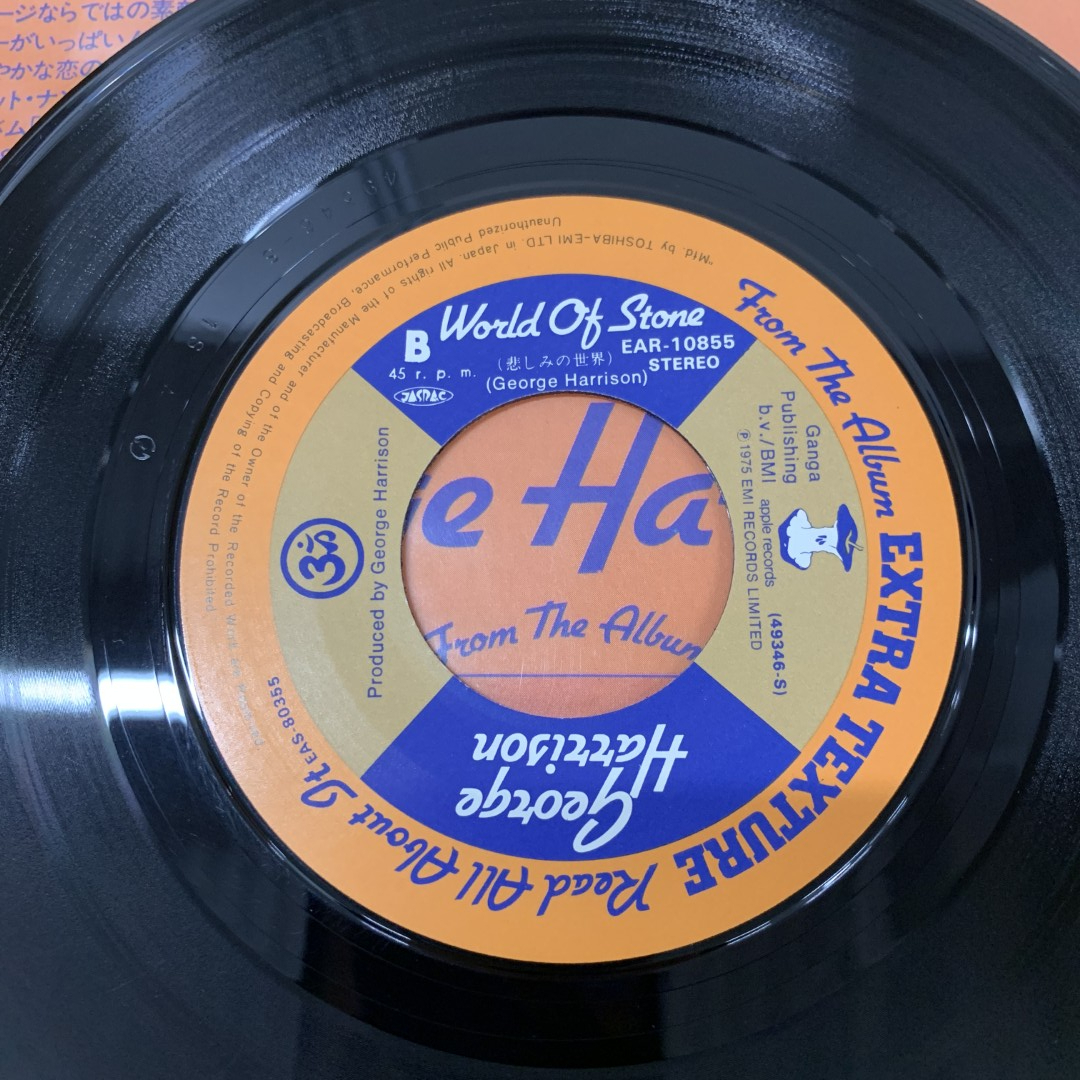 ージならではの素
ーがいっぱい
やかな恋の
ット・ナン
ム「
World Of Stone
B
(悲しみの世界)
EAR-10855
45 r. p. m.
(George Harrison)
STEREO
JASRAC
Produced by George Harrison
Ganga
Publishing
b.v./BMI
apple records
(49346-S)
℗ 1975 EMI RECORDS LIMITED
George
Harrison
From The Album EXTRA TEXTURE Read All About It EAS-80355
"Mfd. by TOSHIBA-EMI LTD. in Japan. All rights of the Manufacturer and of the Owner of the Recorded Work
Unauthorized Public Performance, Broadcasting and Copying of the Record Prohibited
e Ha
From The Album